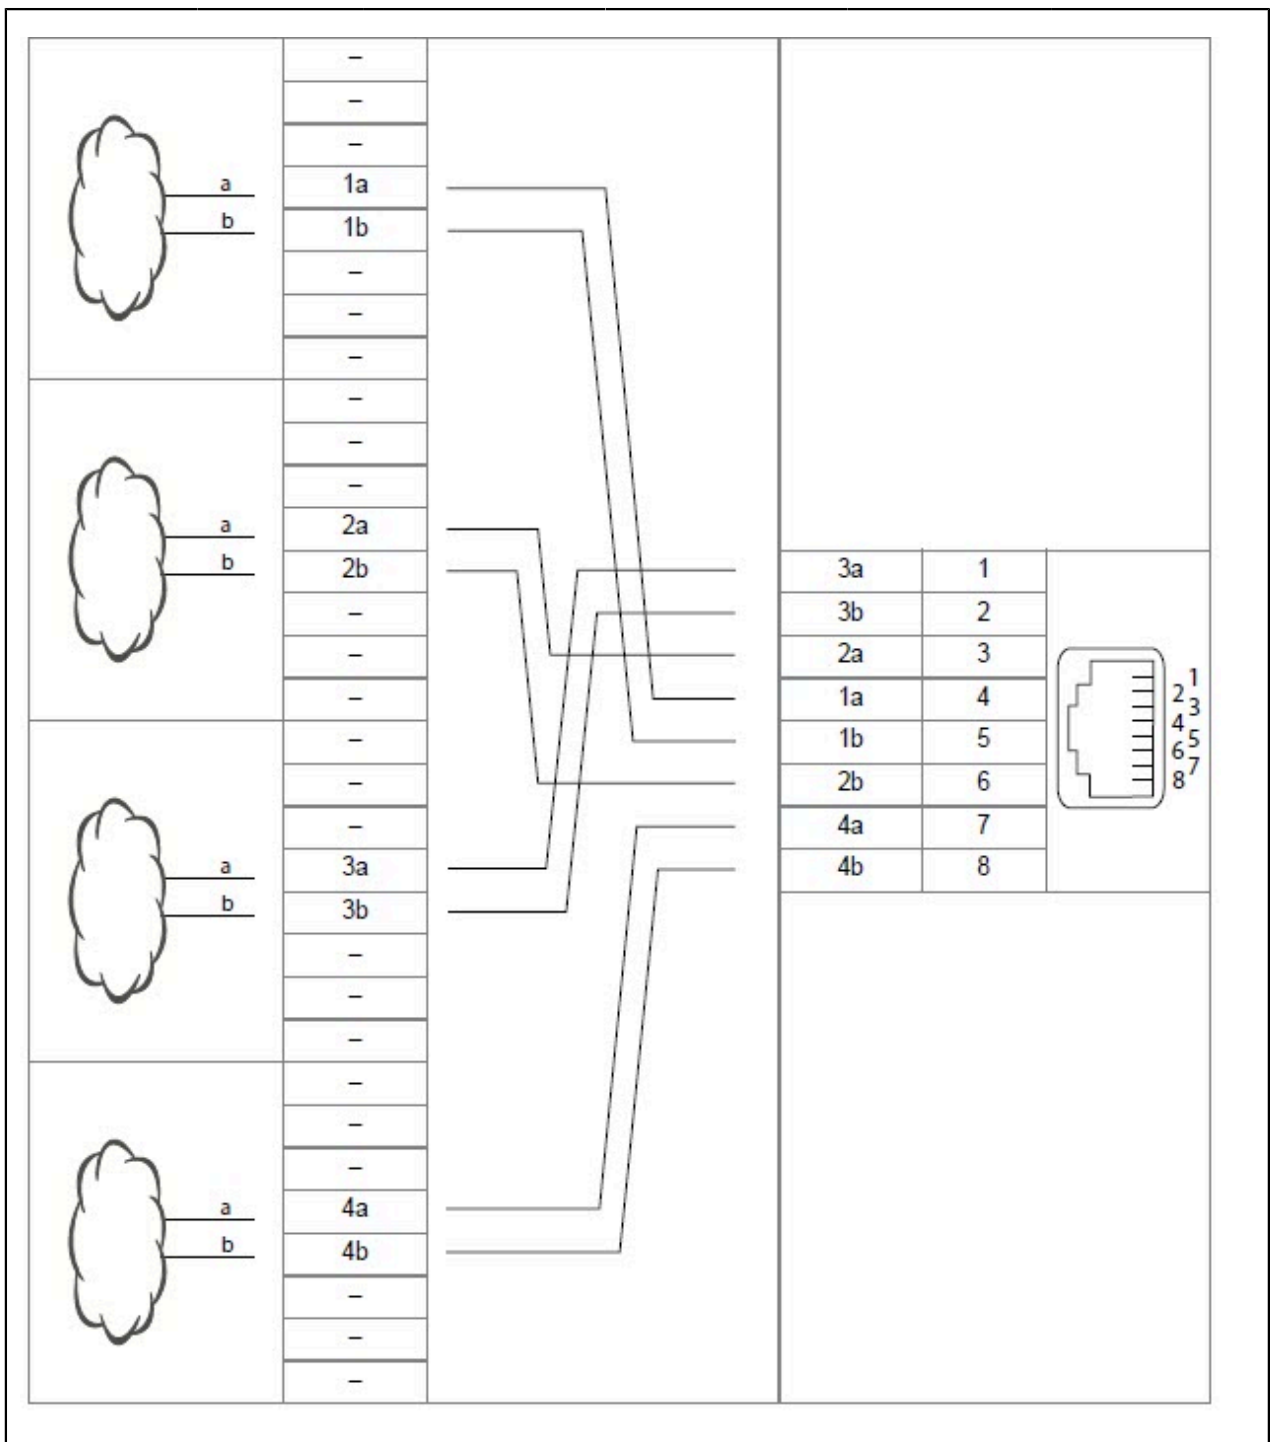 –
–
–
a 1a
b 1b
–
–
–
–
–
–
a 2a
b 2b 3a 1
– 3b 2
– 2a 3
– 1a 4
– 1b 5
– 2b 6
– 4a 7
a 3a 4b 8
b 3b
–
–
–
–
–
–
a 4a
b 4b
–
–
–
1
2
3
4
5
6
7
8